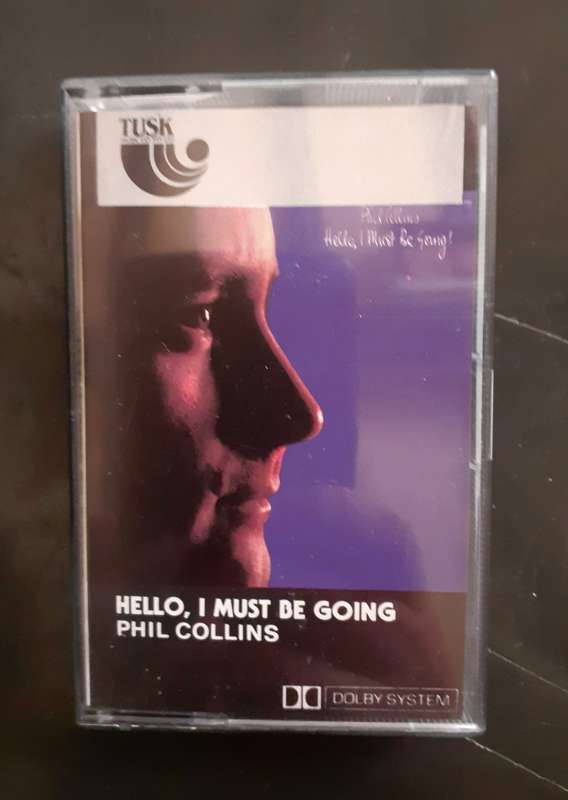 TUSK
Phil Collins
Hello, I Must Be Going!
HELLO, I MUST BE GOING
PHIL COLLINS
DOLBY SYSTEM